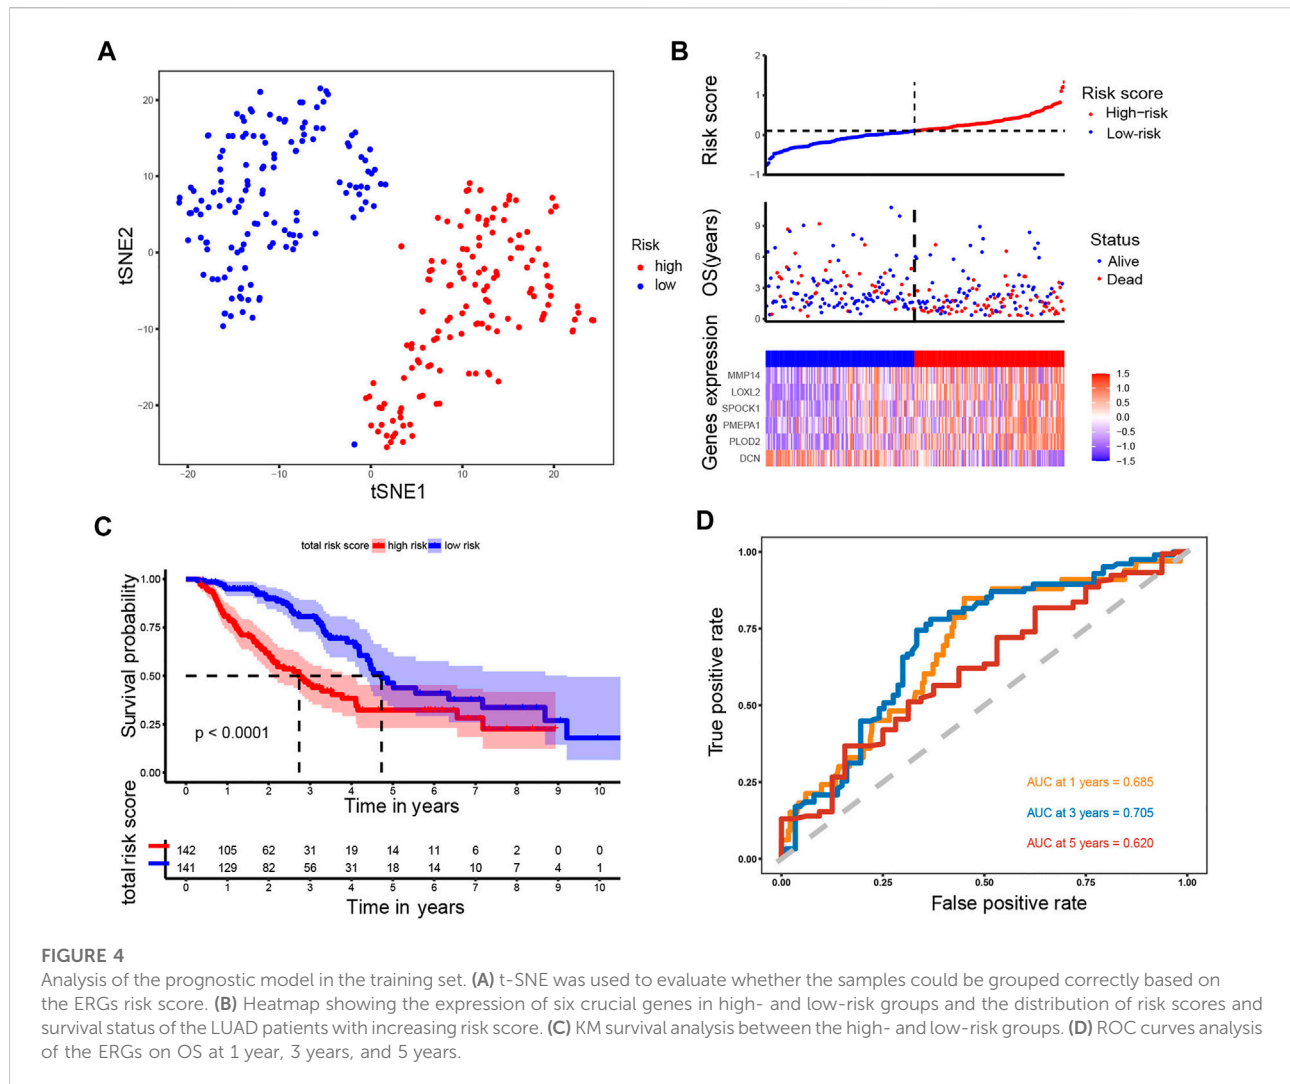 A
20
10
0
−10
−20
tSNE2
−20
−10
0
10
20
tSNE1
Risk
high
low
B
2
1
0
−1
Risk score
Risk score
High−risk
Low−risk
9
6
3
0
OS(years)
Status
Alive
Dead
Genes expression
MMP14
LOXL2
SPOCK1
PMEPA1
PLOD2
DCN
1.5
1.0
0.5
0.0
−0.5
−1.0
−1.5
C
total risk score high risk low risk
1.00
0.75
0.50
0.25
0.00
Survival probability
p < 0.0001
0 1 2 3 4 5 6 7 8 9 10
Time in years
total risk score
142 105 62 31 19 14 11 6 2 0 0
141 129 82 56 31 18 14 10 7 4 1
0 1 2 3 4 5 6 7 8 9 10
Time in years
D
1.00
0.75
0.50
0.25
0.00
True positive rate
AUC at 1 years = 0.685
AUC at 3 years = 0.705
AUC at 5 years = 0.620
0.00 0.25 0.50 0.75 1.00
False positive rate
FIGURE 4
Analysis of the prognostic model in the training set. (A) t-SNE was used to evaluate whether the samples could be grouped correctly based on
the ERGs risk score. (B) Heatmap showing the expression of six crucial genes in high- and low-risk groups and the distribution of risk scores and
survival status of the LUAD patients with increasing risk score. (C) KM survival analysis between the high- and low-risk groups. (D) ROC curves analysis
of the ERGs on OS at 1 year, 3 years, and 5 years.